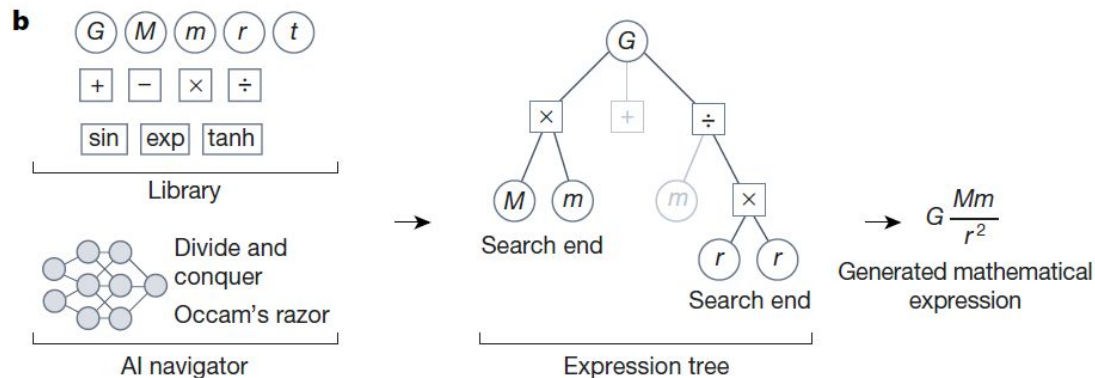 b
G M m r t
+ − × ÷
sin exp tanh
Library
Divide and
conquer
Occam's razor
AI navigator
G
× + ÷
M m m ×
Search end
r r
Search end
Expression tree
G Mm/r²
Generated mathematical
expression